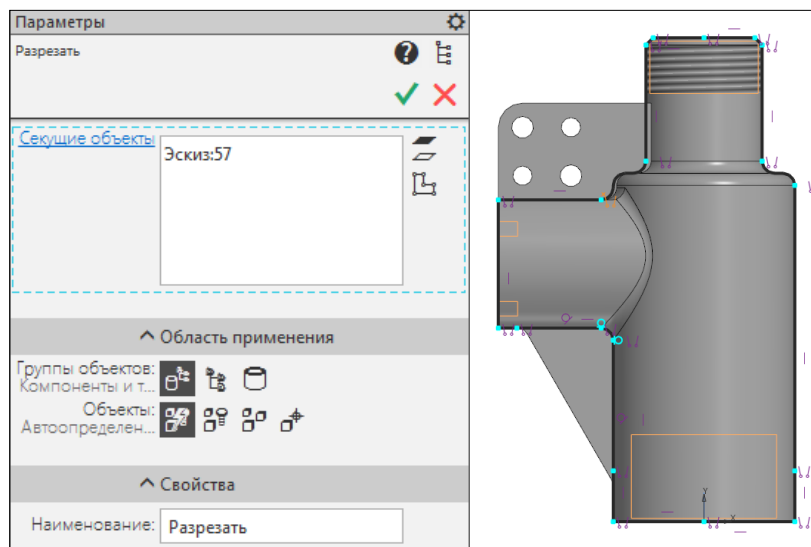 Параметры
Разрезать
Секущие объекты
Эскиз:57
Область применения
Группы объектов:
Компоненты и т...
Объекты:
Автоопределен...
Свойства
Наименование: Разрезать
Y
X